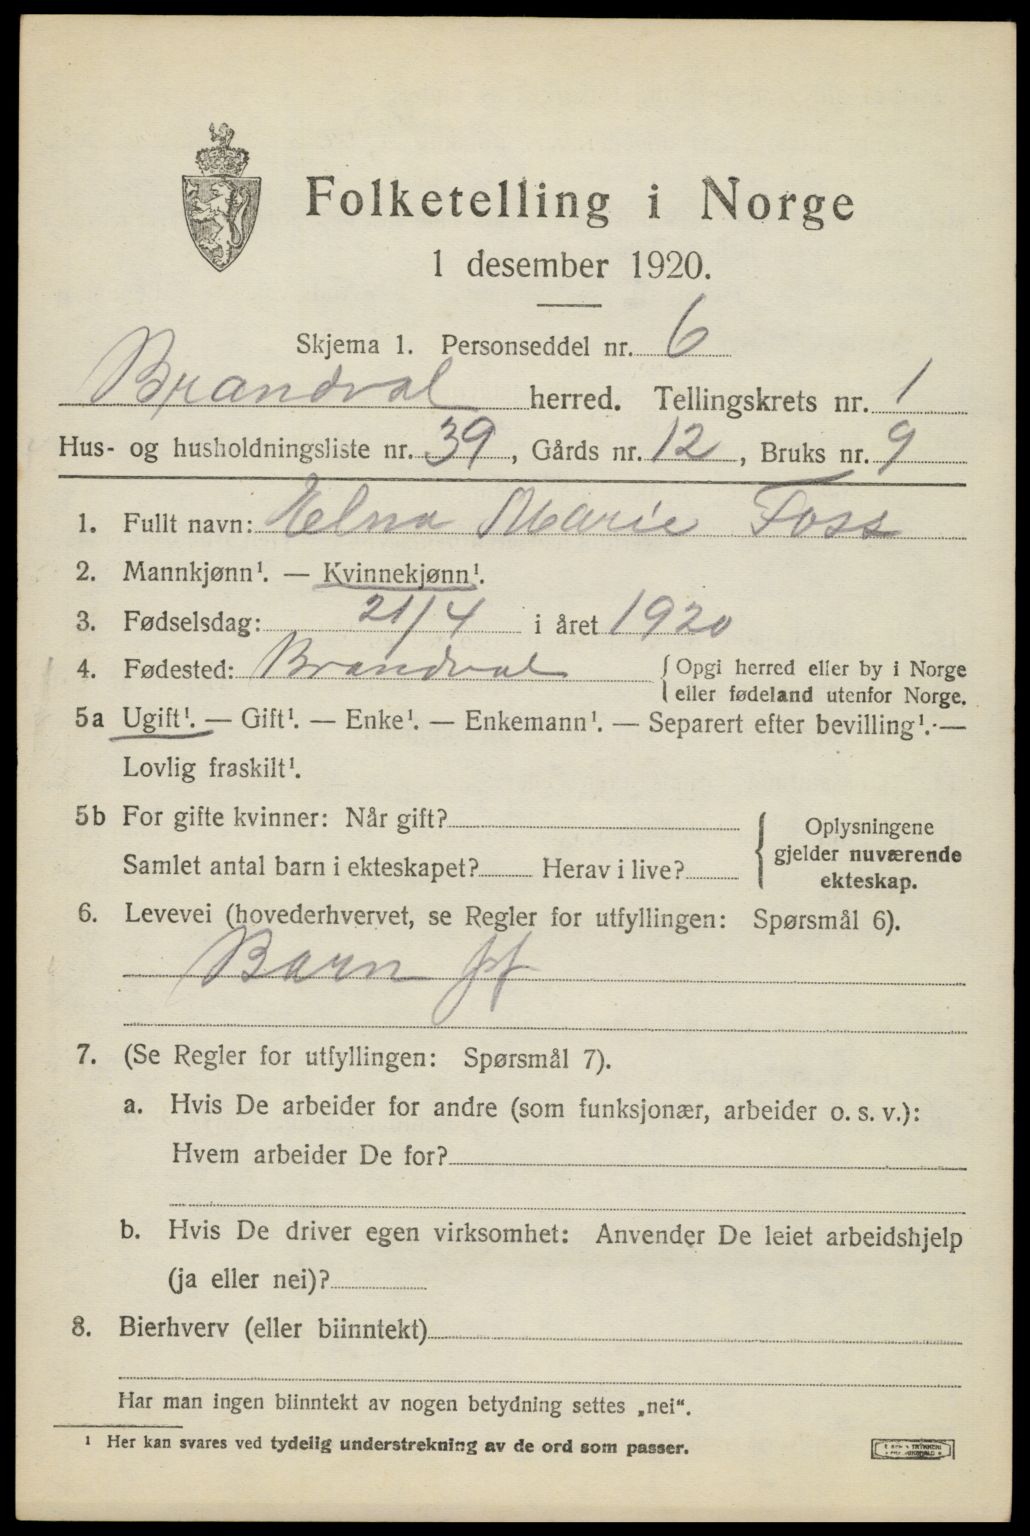 Folketelling i Norge
1 desember 1920.
Skjema 1. Personseddel nr. 6
Brandval herred. Tellingskrets nr. 1
Hus- og husholdningsliste nr. 39, Gårds nr. 12, Bruks nr. 9
1. Fullt navn: Elna Marie Foss
2. Mannkjønn¹. — Kvinnekjønn¹.
3. Fødselsdag: 21/4 i året 1920
4. Fødested: Brandval { Opgi herred eller by i Norge
eller fødeland utenfor Norge.
5a Ugift¹. — Gift¹. — Enke¹. — Enkemann¹. — Separert efter bevilling¹. —
Lovlig fraskilt¹.
5b For gifte kvinner: Når gift?
Samlet antal barn i ekteskapet? Herav i live?
Oplysningene
gjelder nuværende
ekteskap.
6. Levevei (hovederhvervet, se Regler for utfyllingen: Spørsmål 6).
Barn
7. (Se Regler for utfyllingen: Spørsmål 7).
a. Hvis De arbeider for andre (som funksjonær, arbeider o. s. v.):
Hvem arbeider De for?
b. Hvis De driver egen virksomhet: Anvender De leiet arbeidshjelp
(ja eller nei)?
8. Bierhverv (eller biinntekt)
Har man ingen biinntekt av nogen betydning settes „nei“.
¹ Her kan svares ved tydelig understrekning av de ord som passer.